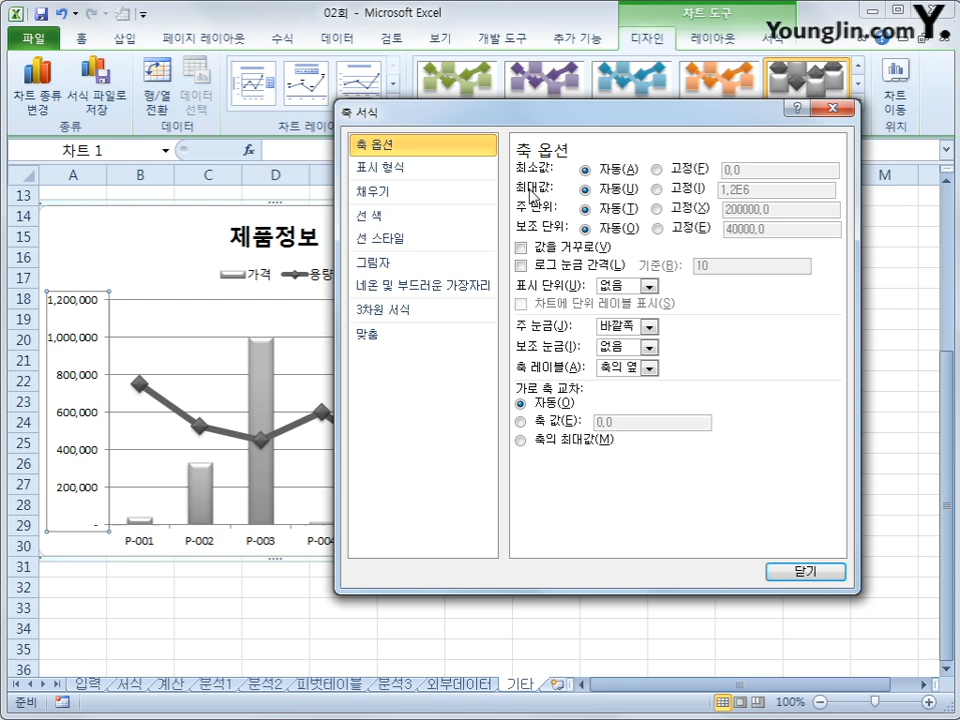 02회 - Microsoft Excel
차트 도구
Younglin.com Y.
파일 홈 삽입 페이지 레이아웃 수식 데이터 검토 보기 개발 도구 추가 기능 디자인 레이아웃 서식
차트 종류 변경
서식 파일로 저장
행/열 전환
데이터 선택
차트 이동
종류
데이터
차트 레이
위치
차트 1
fx
축 서식
닫기
A B C D M
13
14
15
16
17
18
19
20
21
22
23
24
25
26
27
28
29
30
31
32
33
34
35
36
제품정보
가격 용량
1,200,000
1,000,000
800,000
600,000
400,000
200,000
-
P-001 P-002 P-003 P-004
축 옵션
표시 형식
채우기
선 색
선 스타일
그림자
네온 및 부드러운 가장자리
3차원 서식
맞춤
축 옵션
최소값: 자동(A) 고정(F) 0,0
최대값: 자동(U) 고정(I) 1,2E6
주 단위: 자동(T) 고정(X) 200000,0
보조 단위: 자동(O) 고정(E) 40000,0
값을 거꾸로(V)
로그 눈금 간격(L) 기준(B): 10
표시 단위(U): 없음
차트에 단위 레이블 표시(S)
주 눈금(J): 바깥쪽
보조 눈금(I): 없음
축 레이블(A): 축의 옆
가로 축 교차:
자동(O)
축 값(E): 0,0
축의 최대값(M)
입력 서식 계산 분석1 분석2 피벗테이블 분석3 외부데이터 기타
준비
100%